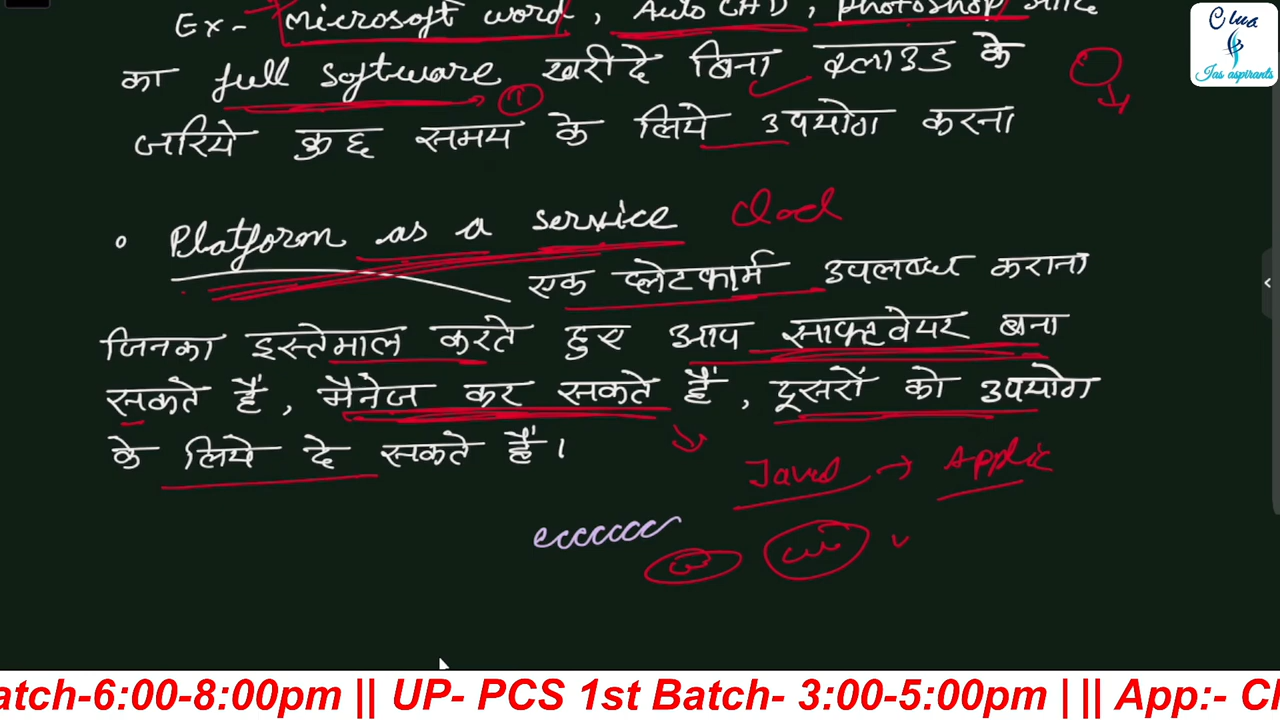 Ex- Microsoft word, Auto CAD, photoshop आदि
का full software खरीदे बिना क्लाउड के
जरिये कुछ समय के लिये उपयोग करना
• Platform as a service
एक प्लेटफार्म उपलब्ध कराना
जिनका इस्तेमाल करते हुए आप साफ्टवेयर बना
सकते हैं, मैनेज कर सकते हैं, दूसरों को उपयोग
के लिये दे सकते हैं।
→ Applic
Clue
Ias aspirants
atch-6:00-8:00pm || UP- PCS 1st Batch- 3:00-5:00pm | || App:- Cl